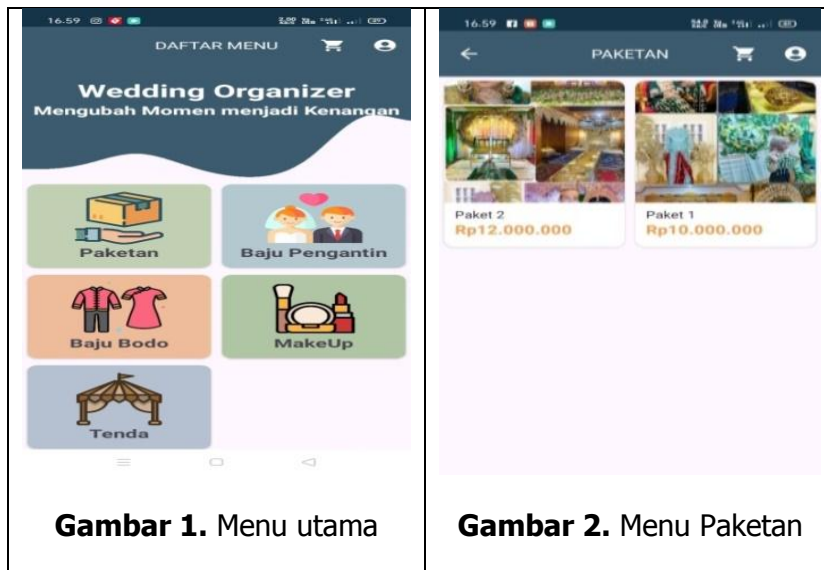 16.59
DAFTAR MENU
Wedding Organizer
Mengubah Momen menjadi Kenangan
Paketan
Baju Pengantin
Baju Bodo
MakeUp
Tenda
Gambar 1. Menu utama
16.59
PAKETAN
Paket 2
Rp12.000.000
Paket 1
Rp10.000.000
Gambar 2. Menu Paketan